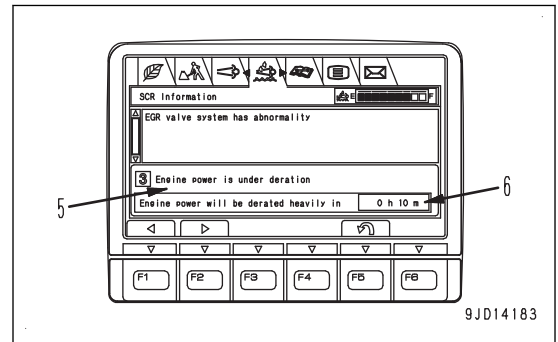 SCR Information
E F
EGR valve system has abnormality
3 Engine power is under deration
Engine power will be derated heavily in 0 h 10 m
5
6
F1 F2 F3 F4 F5 F6
9JD14183